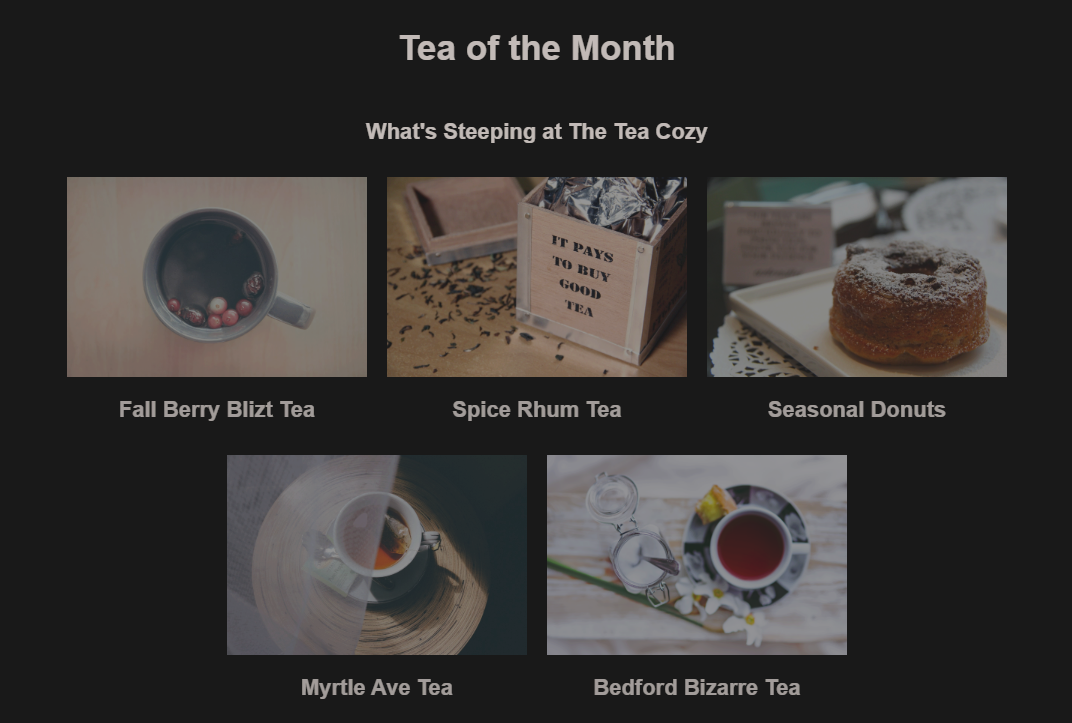 Tea of the Month
What's Steeping at The Tea Cozy
IT PAYS
TO BUY
GOOD
TEA
Fall Berry Blizt Tea
Spice Rhum Tea
Seasonal Donuts
Myrtle Ave Tea
Bedford Bizarre Tea